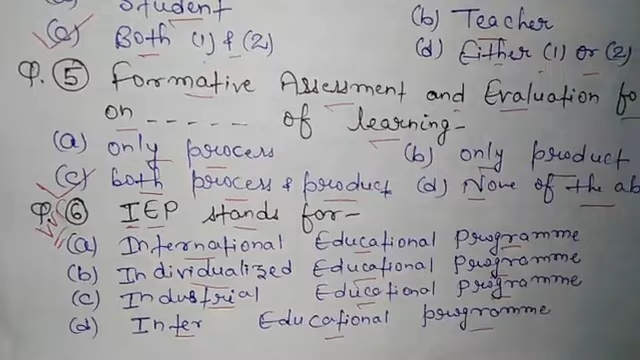 Student
(b) Teacher
(c) Both (1) & (2)
(d) Either (1) or (2)
Q. 5 Formative Assessment and Evaluation fo
on _ _ _ _ _ of learning-
(a) only process
(b) only product
(c) both process & product (d) None of the ab
Q. 6 IEP stands for-
(a) International Educational programme
(b) Individualized Educational programme
(c) Industrial Educational programme
(d) Inter Educational programme